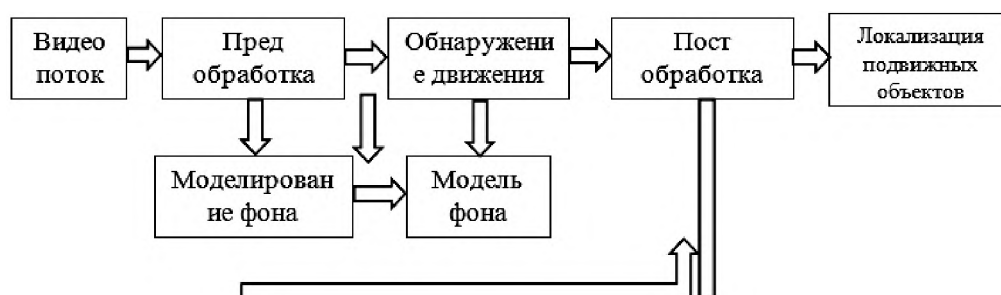 Видео
поток
Пред
обработка
Обнаружени
е движения
Пост
обработка
Локализация
подвижных
объектов
Моделирован
ие фона
Модель
фона